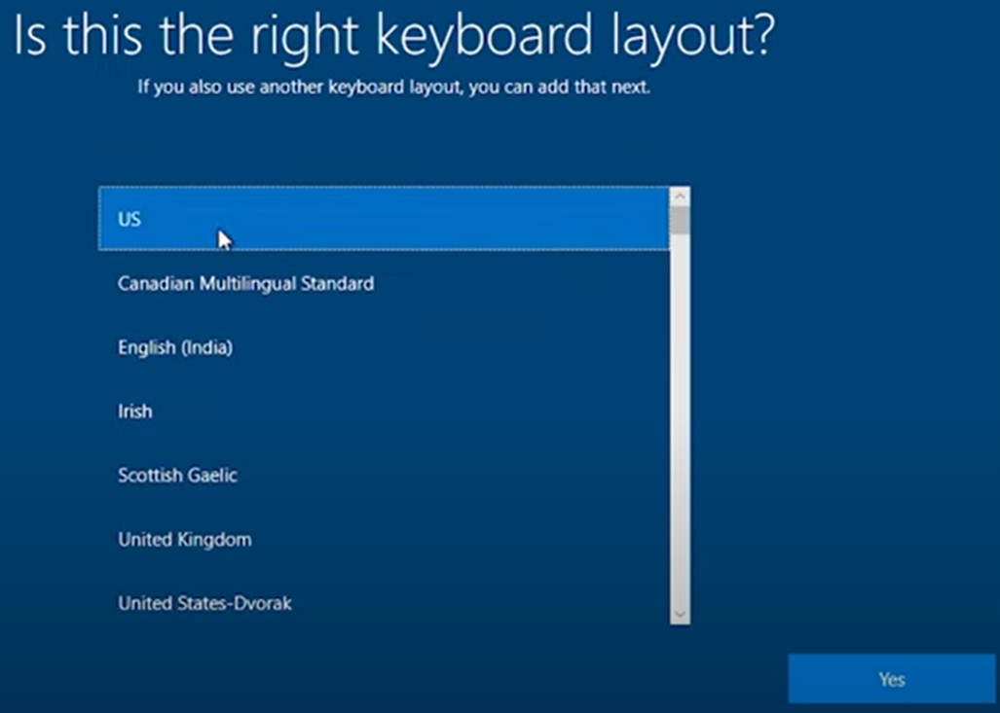 Is this the right keyboard layout?
If you also use another keyboard layout, you can add that next.
US
Canadian Multilingual Standard
English (India)
Irish
Scottish Gaelic
United Kingdom
United States-Dvorak
Yes